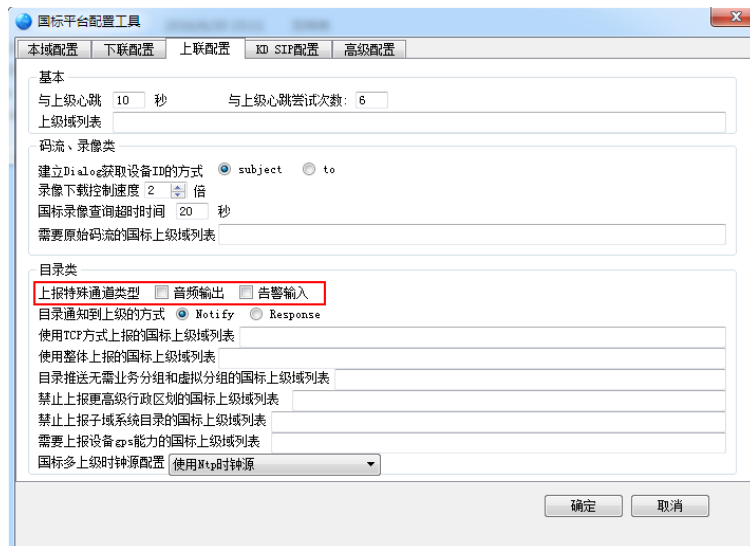 国标平台配置工具
本域配置 下联配置 上联配置 KD SIP配置 高级配置
基本
与上级心跳 10 秒 与上级心跳尝试次数: 6
上级域列表
码流、录像类
建立Dialog获取设备ID的方式 subject to
录像下载控制速度 2 倍
国标录像查询超时时间 20 秒
需要原始码流的国标上级域列表
目录类
上报特殊通道类型 音频输出 告警输入
目录通知到上级的方式 Notify Response
使用TCP方式上报的国标上级域列表
使用整体上报的国标上级域列表
目录推送无需业务分组和虚拟分组的国标上级域列表
禁止上报更高级行政区划的国标上级域列表
禁止上报子域系统目录的国标上级域列表
需要上报设备gps能力的国标上级域列表
国标多上级时钟源配置 使用Ntp时钟源
确定 取消